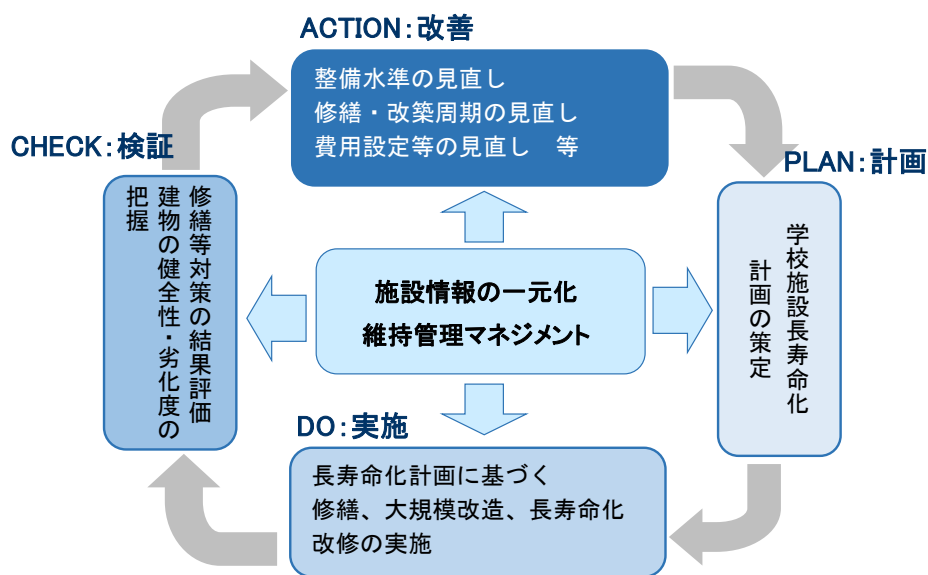 ACTION:改善
整備水準の見直し
修繕・改築周期の見直し
費用設定等の見直し　等
PLAN:計画
学校施設長寿命化
計画の策定
DO:実施
長寿命化計画に基づく
修繕、大規模改造、長寿命化
改修の実施
CHECK:検証
修繕等対策の結果評価
建物の健全性・劣化度の
把握
施設情報の一元化
維持管理マネジメント